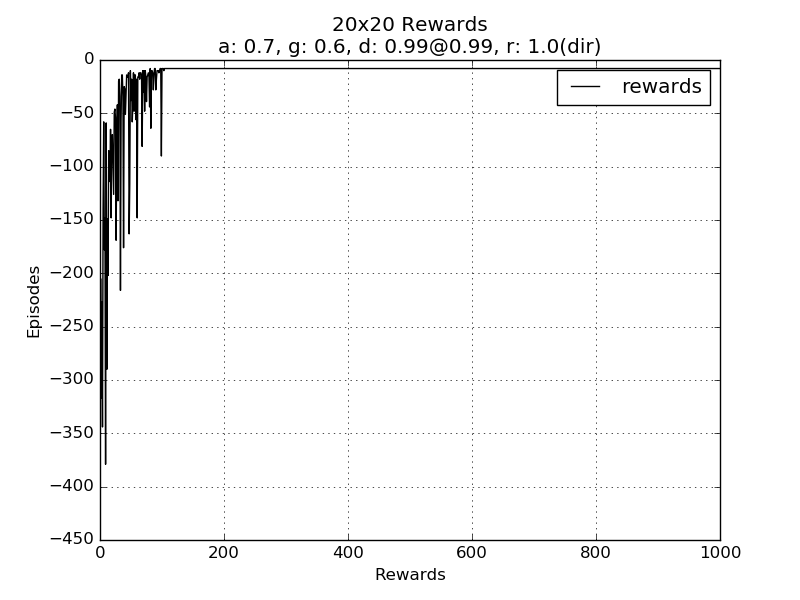 20x20 Rewards
a: 0.7, g: 0.6, d: 0.99@0.99, r: 1.0(dir)
0
−50
−100
−150
−200
−250
−300
−350
−400
−450
Episodes
rewards
0 200 400 600 800 1000
Rewards